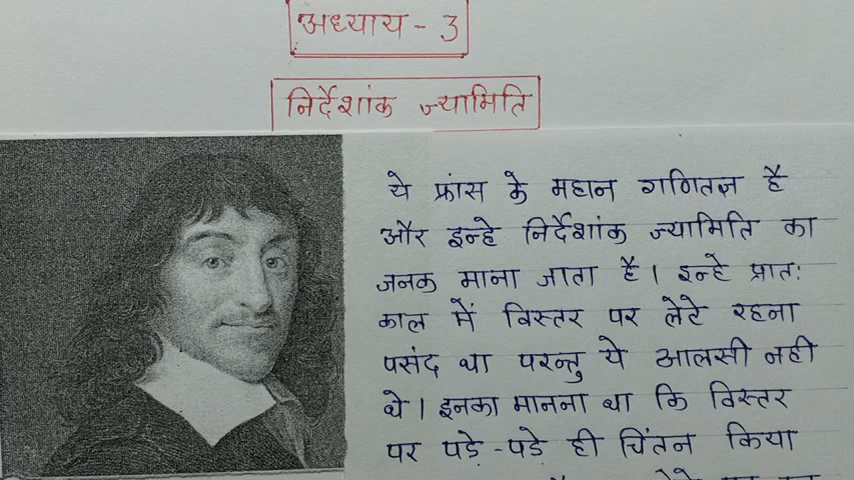 अध्याय - 3
निर्देशांक ज्यामिति
ये फ्रांस के महान गणितज्ञ है
और इन्हे निर्देशांक ज्यामिति का
जनक माना जाता है। इन्हे प्रात:
काल में विस्तर पर लेटे रहना
पसंद था परन्तु ये आलसी नही
थे। इनका मानना था कि विस्तर
पर पड़े-पड़े ही चिंतन किया